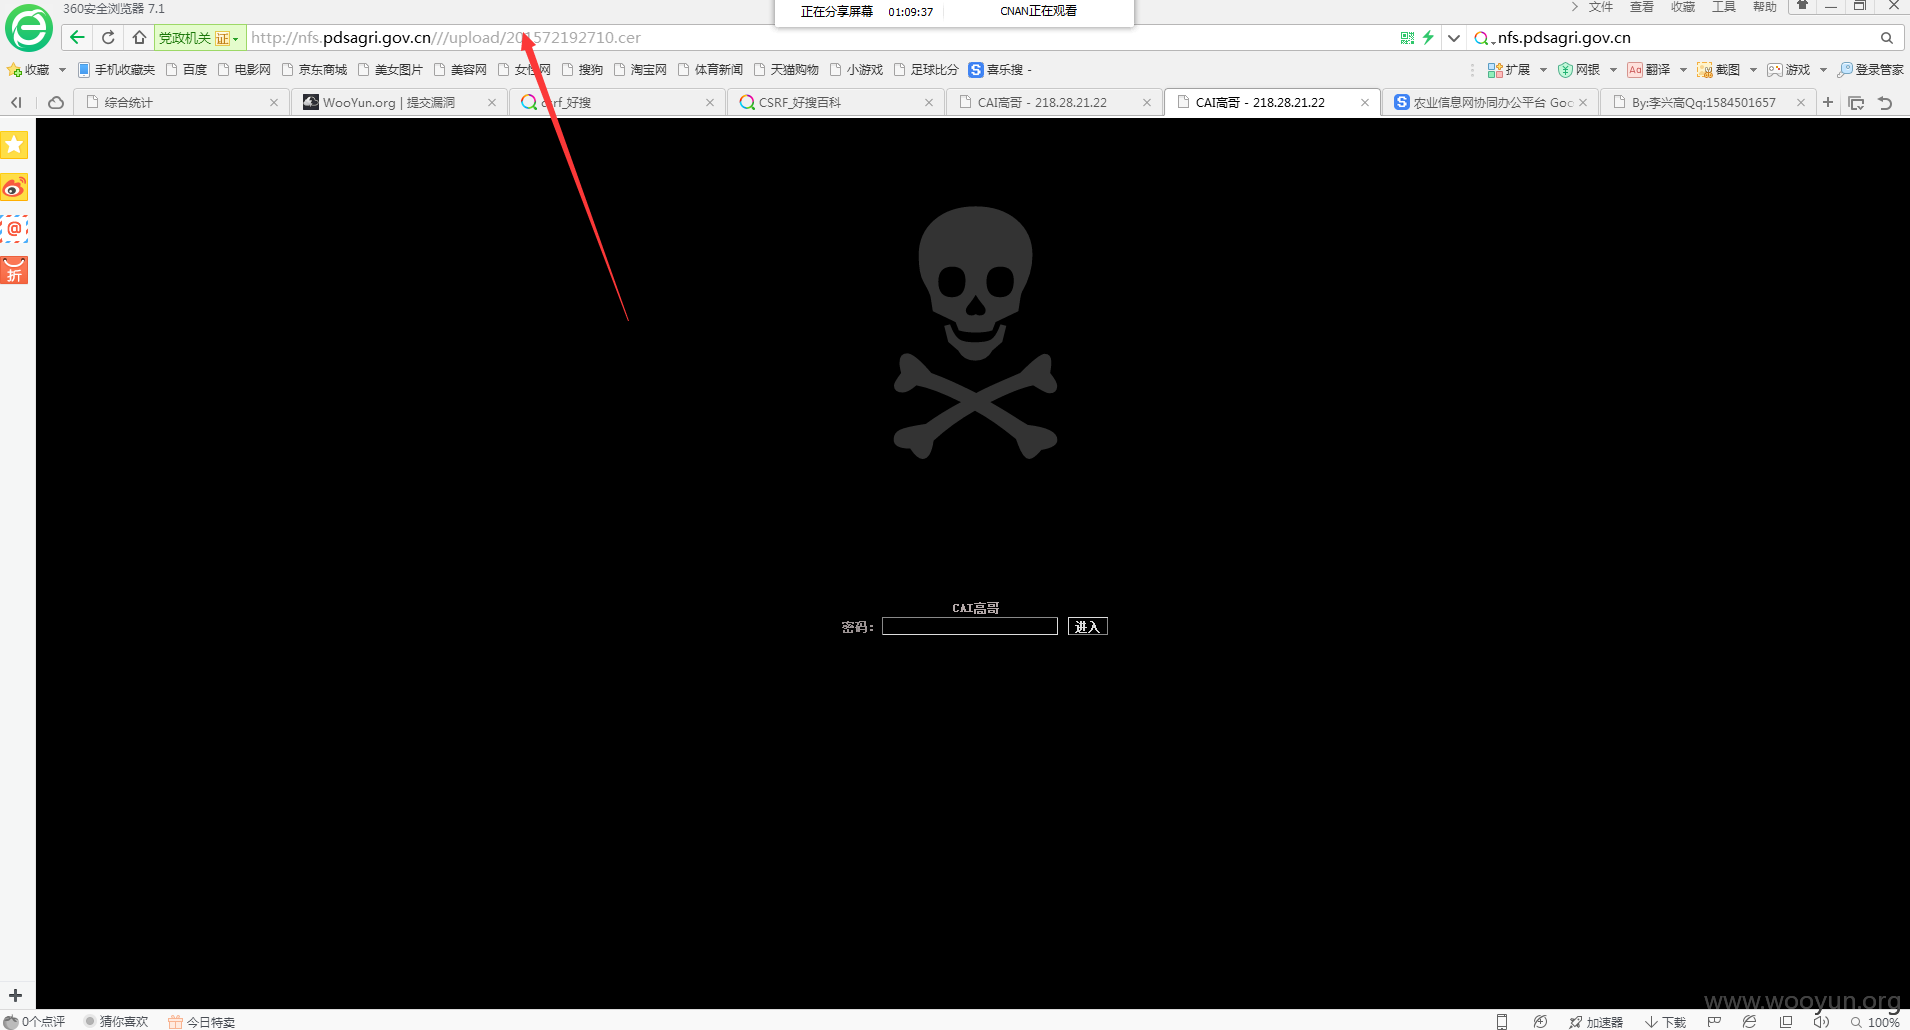 360安全浏览器 7.1
正在分享屏幕 01:09:37 CNAN正在观看
文件 查看 收藏 工具 帮助
党政机关 证 http://nfs.pdsagri.gov.cn///upload/201572192710.cer
nfs.pdsagri.gov.cn
收藏 手机收藏夹 百度 电影网 京东商城 美女图片 美容网 女性网 搜狗 淘宝网 体育新闻 天猫购物 小游戏 足球比分 喜乐搜 -
扩展 网银 翻译 截图 游戏 登录管家
综合统计 WooYun.org | 提交漏洞 csrf_好搜 CSRF_好搜百科 CAI高哥 - 218.28.21.22 CAI高哥 - 218.28.21.22 农业信息网协同办公平台 Goo By:李兴高Qq:1584501657
@
折
CAI高哥
密码: 进入
www.wooyun.org
0个点评 猜你喜欢 今日特卖 加速器 下载 100%